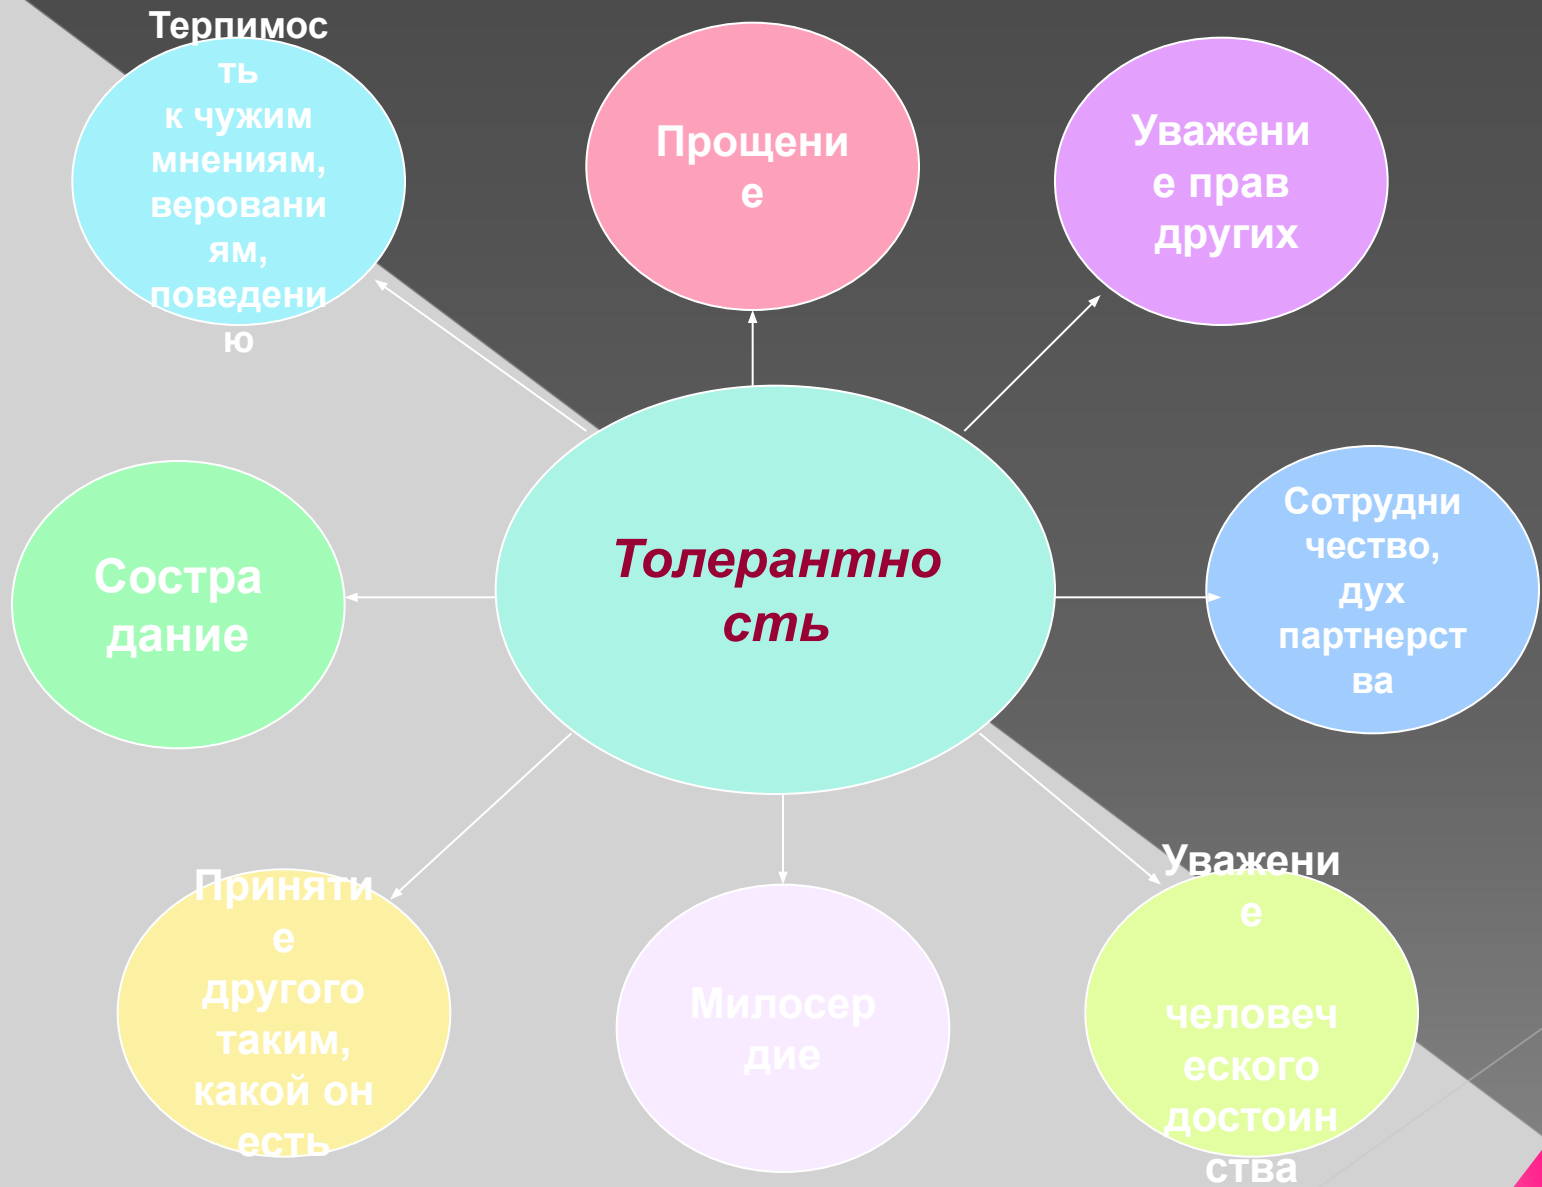 Терпимос
ть
к чужим
мнениям,
веровани
ям,
поведени
ю
Прощени
е
Уважени
е прав
других
Состра
дание
Толерантно
сть
Сотрудни
чество,
дух
партнерст
ва
Приняти
е
другого
таким,
какой он
есть
Милосер
дие
Уважени
е
человеч
еского
достоин
ства